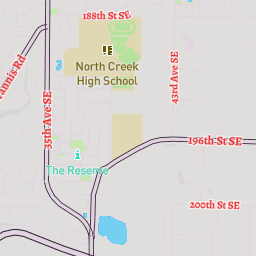 188th St SE
North Creek
High School
43rd Ave SE
35th Ave SE
196th St SE
The Reserve
200th St SE